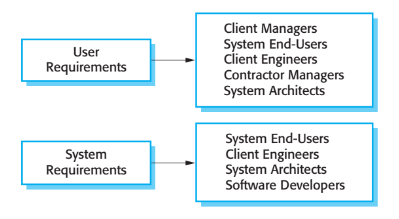 User
Requirements
Client Managers
System End-Users
Client Engineers
Contractor Managers
System Architects
System
Requirements
System End-Users
Client Engineers
System Architects
Software Developers